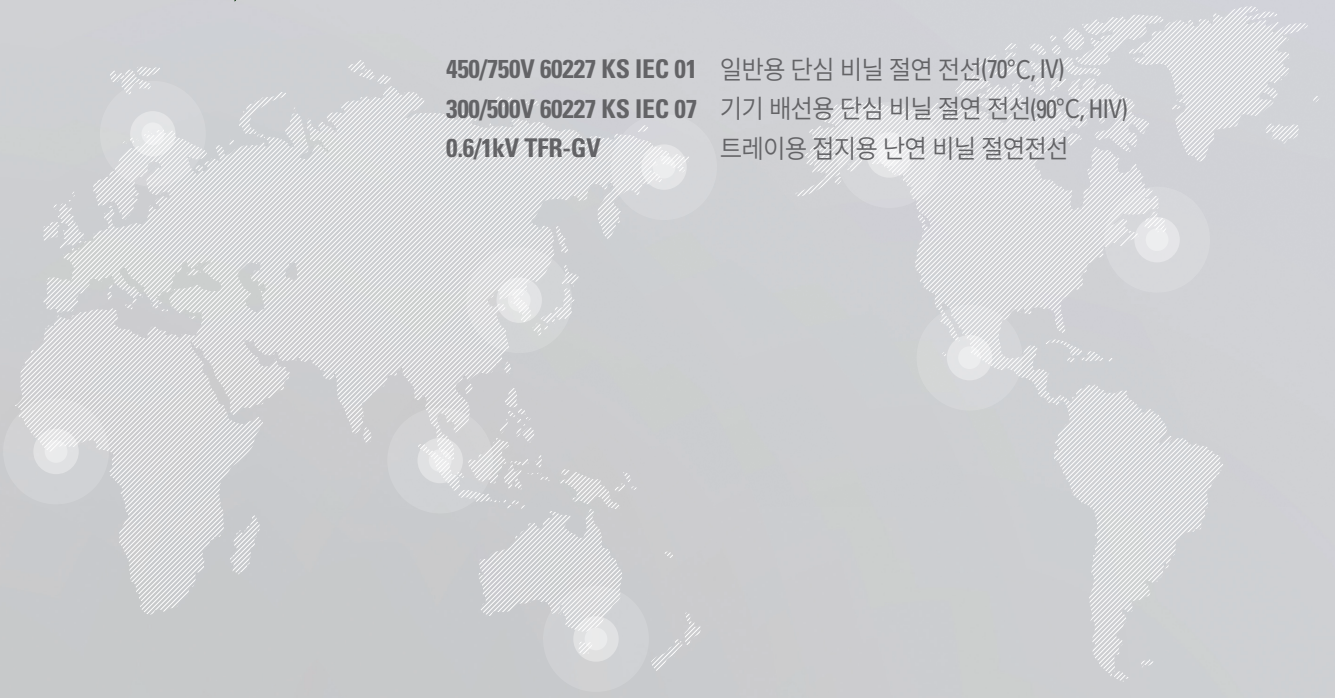 450/750V 60227 KS IEC 01 일반용 단심 비닐 절연 전선(70°C, IV)
300/500V 60227 KS IEC 07 기기 배선용 단심 비닐 절연 전선(90°C, HIV)
0.6/1kV TFR-GV 트레이용 접지용 난연 비닐 절연전선